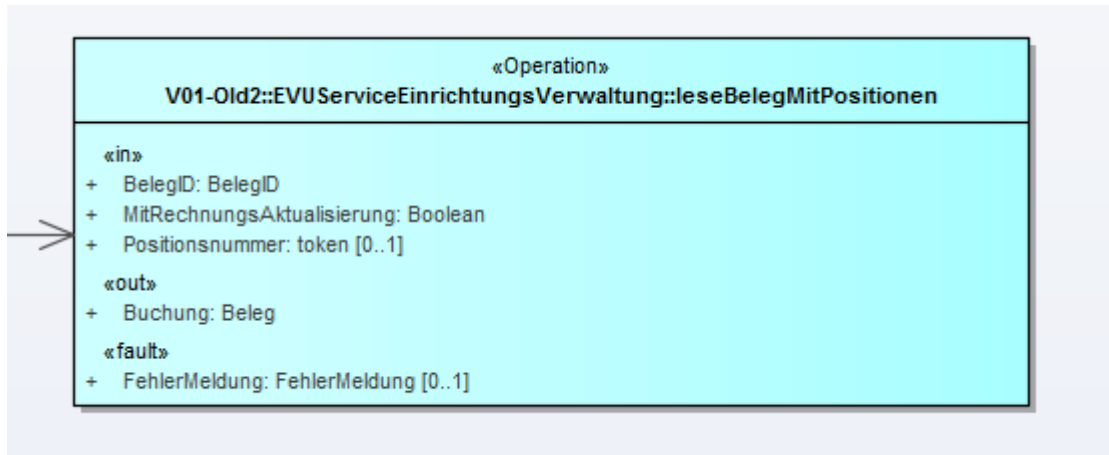 «Operation»
V01-Old2::EVUServiceEinrichtungsVerwaltung::leseBelegMitPositionen
«in»
+ BelegID: BelegID
+ MitRechnungsAktualisierung: Boolean
+ Positionsnummer: token [0..1]
«out»
+ Buchung: Beleg
«fault»
+ FehlerMeldung: FehlerMeldung [0..1]